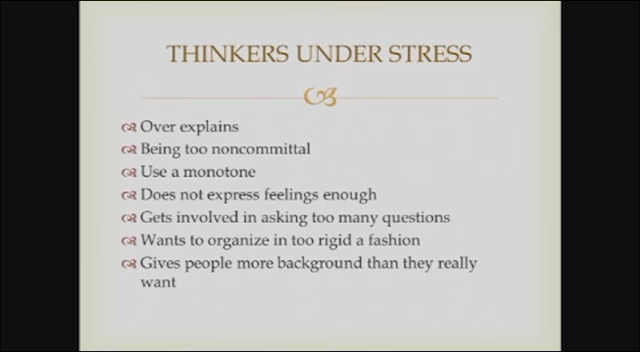 THINKERS UNDER STRESS
Over explains
Being too noncommittal
Use a monotone
Does not express feelings enough
Gets involved in asking too many questions
Wants to organize in too rigid a fashion
Gives people more background than they really
want